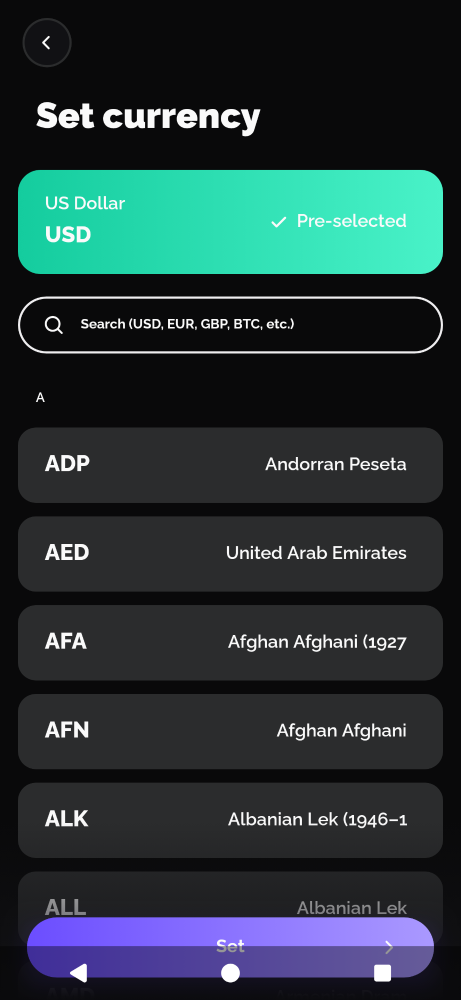 Set currency
US Dollar
USD
Pre-selected
Search (USD, EUR, GBP, BTC, etc.)
A
ADP
Andorran Peseta
AED
United Arab Emirates
AFA
Afghan Afghani (1927
AFN
Afghan Afghani
ALK
Albanian Lek (1946–1
ALL
Albanian Lek
Set